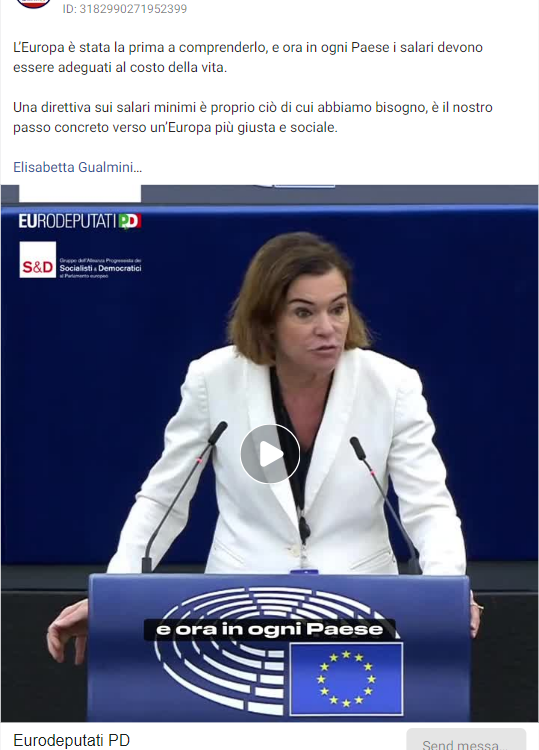 ID: 3182990271952399
L'Europa è stata la prima a comprenderlo, e ora in ogni Paese i salari devono
essere adeguati al costo della vita.
Una direttiva sui salari minimi è proprio ciò di cui abbiamo bisogno, è il nostro
passo concreto verso un'Europa più giusta e sociale.
Elisabetta Gualmini…
EURODEPUTATI PD
S&D
Gruppo dell'Alleanza Progressista dei
Socialisti & Democratici
al Parlamento europeo
e ora in ogni Paese
Eurodeputati PD
Send messa...